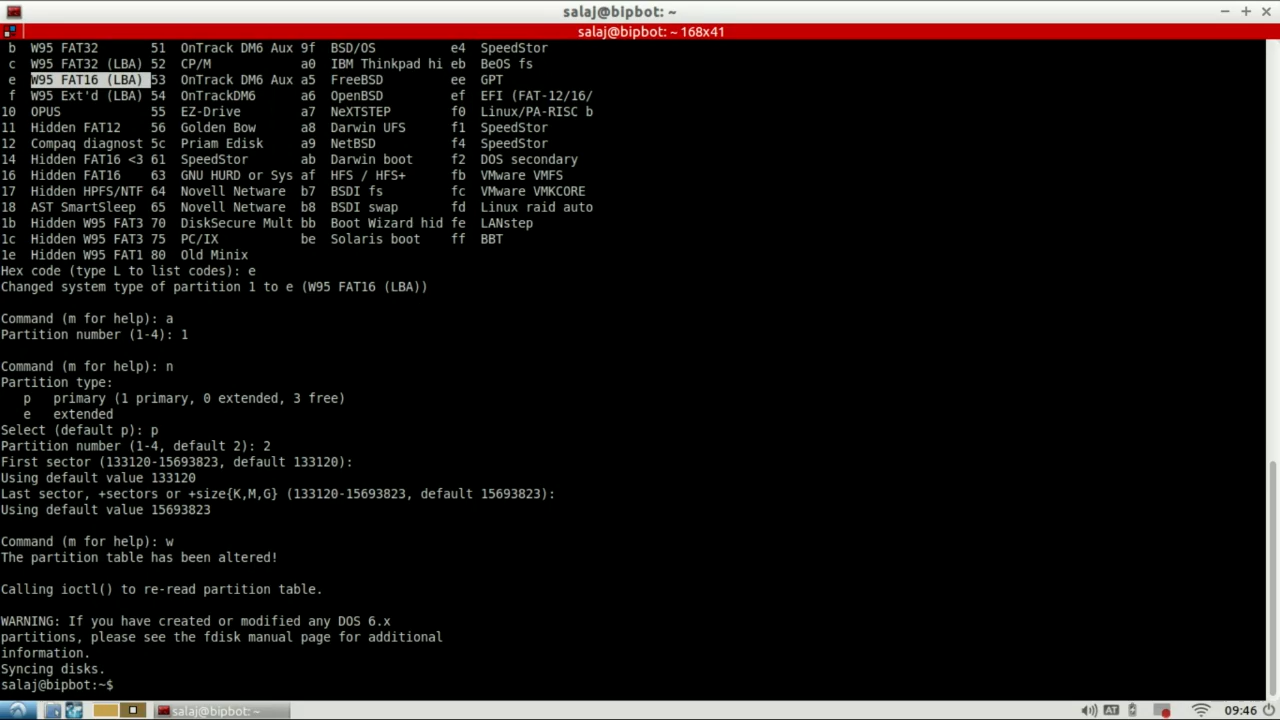 salaj@bipbot: ~
salaj@bipbot: ~ 168x41
b  W95 FAT32       51  OnTrack DM6 Aux 9f  BSD/OS          e4  SpeedStor
c  W95 FAT32 (LBA) 52  CP/M            a0  IBM Thinkpad hi eb  BeOS fs
e  W95 FAT16 (LBA) 53  OnTrack DM6 Aux a5  FreeBSD         ee  GPT
f  W95 Ext'd (LBA) 54  OnTrackDM6      a6  OpenBSD         ef  EFI (FAT-12/16/
10  OPUS            55  EZ-Drive        a7  NeXTSTEP        f0  Linux/PA-RISC b
11  Hidden FAT12    56  Golden Bow      a8  Darwin UFS      f1  SpeedStor
12  Compaq diagnost 5c  Priam Edisk     a9  NetBSD          f4  SpeedStor
14  Hidden FAT16 <3 61  SpeedStor       ab  Darwin boot     f2  DOS secondary
16  Hidden FAT16    63  GNU HURD or Sys af  HFS / HFS+      fb  VMware VMFS
17  Hidden HPFS/NTF 64  Novell Netware  b7  BSDI fs         fc  VMware VMKCORE
18  AST SmartSleep  65  Novell Netware  b8  BSDI swap       fd  Linux raid auto
1b  Hidden W95 FAT3 70  DiskSecure Mult bb  Boot Wizard hid fe  LANstep
1c  Hidden W95 FAT3 75  PC/IX           be  Solaris boot    ff  BBT
1e  Hidden W95 FAT1 80  Old Minix
Hex code (type L to list codes): e
Changed system type of partition 1 to e (W95 FAT16 (LBA))
Command (m for help): a
Partition number (1-4): 1
Command (m for help): n
Partition type:
p   primary (1 primary, 0 extended, 3 free)
e   extended
Select (default p): p
Partition number (1-4, default 2): 2
First sector (133120-15693823, default 133120):
Using default value 133120
Last sector, +sectors or +size{K,M,G} (133120-15693823, default 15693823):
Using default value 15693823
Command (m for help): w
The partition table has been altered!
Calling ioctl() to re-read partition table.
WARNING: If you have created or modified any DOS 6.x
partitions, please see the fdisk manual page for additional
information.
Syncing disks.
salaj@bipbot:~$
salaj@bipbot: ~ AT 09:46